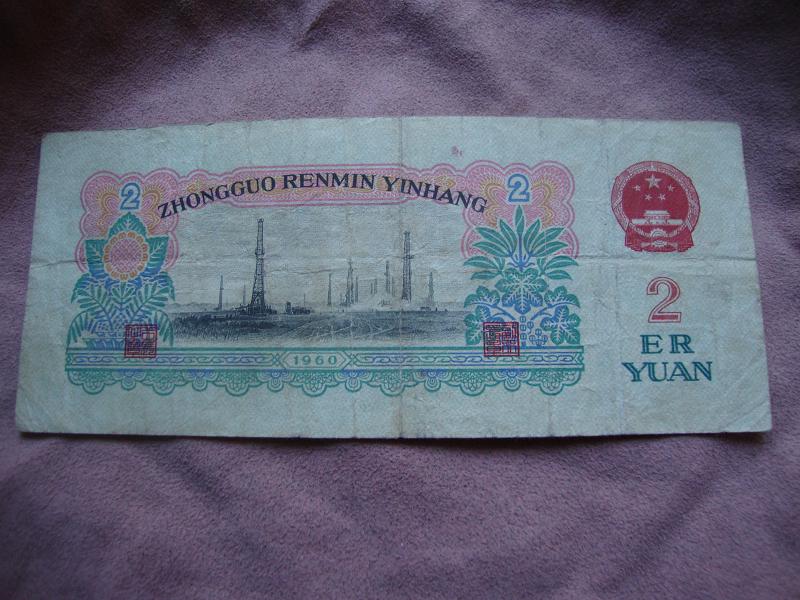 2 ZHONGGUO RENMIN YINHANG 2
2
ER
YUAN
1960